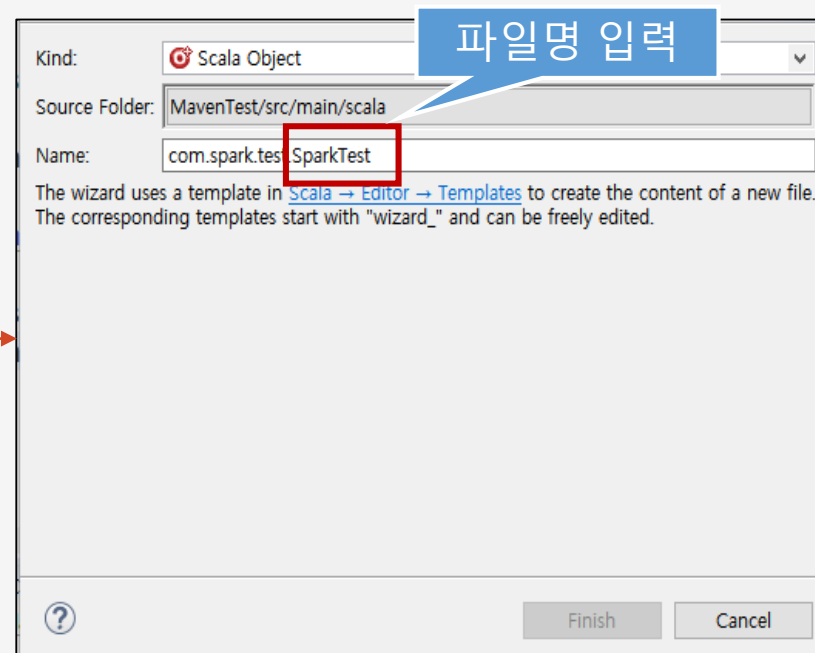 파일명 입력
Kind: Scala Object
Source Folder: MavenTest/src/main/scala
Name: com.spark.test.SparkTest
The wizard uses a template in Scala → Editor → Templates to create the content of a new file.
The corresponding templates start with "wizard_" and can be freely edited.
? Finish Cancel